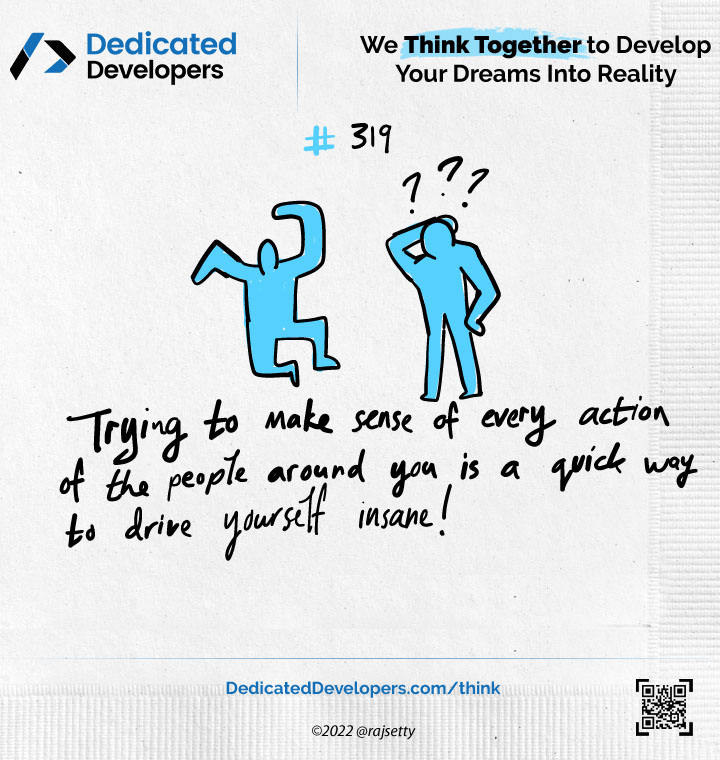 Dedicated
Developers
We Think Together to Develop
Your Dreams Into Reality
# 319
? ? ?
Trying to make sense of every action
of the people around you is a quick way
to drive yourself insane!
DedicatedDevelopers.com/think
©2022 @rajsetty